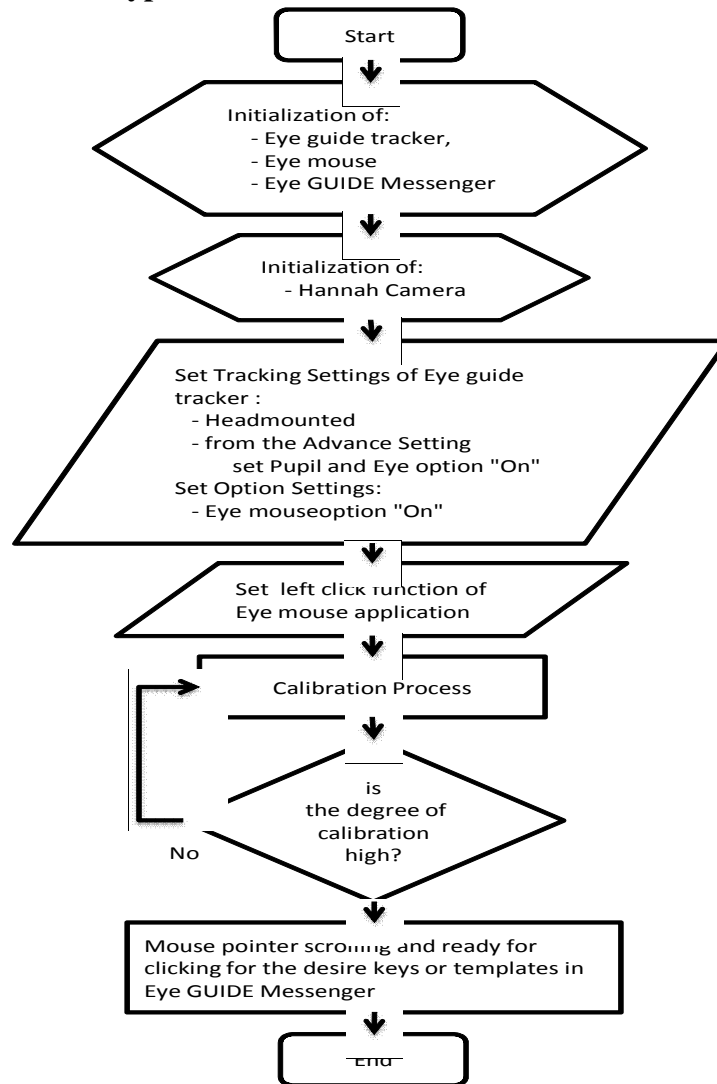 Start
Initialization of:
- Eye guide tracker,
- Eye mouse
- Eye GUIDE Messenger
Initialization of:
- Hannah Camera
Set Tracking Settings of Eye guide
tracker :
- Headmounted
- from the Advance Setting
set Pupil and Eye option "On"
Set Option Settings:
- Eye mouseoption "On"
Set left click function of
Eye mouse application
Calibration Process
is
the degree of
calibration
high?
No
Mouse pointer scrolling and ready for
clicking for the desire keys or templates in
Eye GUIDE Messenger
End